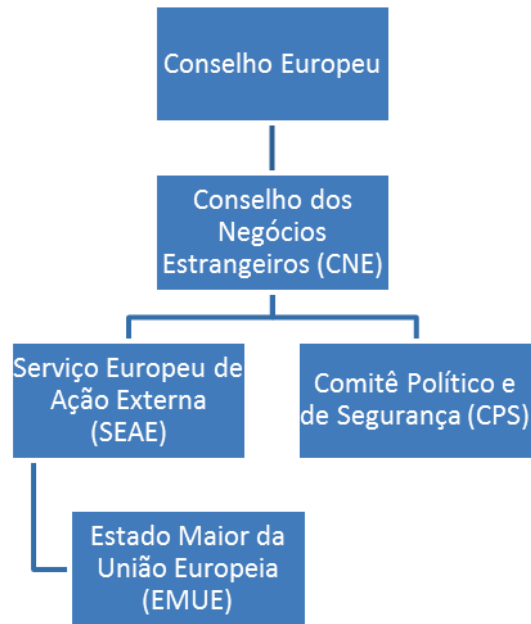 Conselho Europeu
Conselho dos
Negócios
Estrangeiros (CNE)
Serviço Europeu de
Ação Externa
(SEAE)
Comitê Político e
de Segurança (CPS)
Estado Maior da
União Europeia
(EMUE)